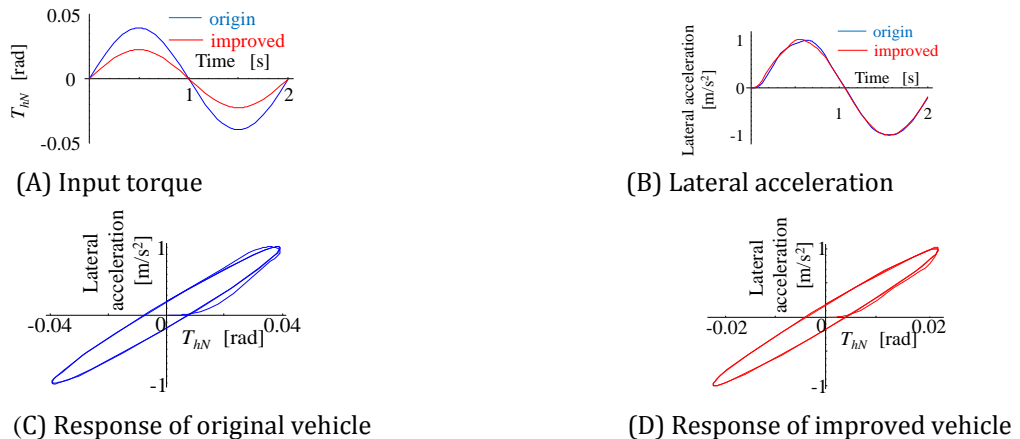 0.05
origin
improved
Time [s]
T_hN [rad]
0
1
2
-0.05
(A) Input torque
origin
improved
Time [s]
Lateral acceleration
[m/s²]
1
0
1
2
-1
(B) Lateral acceleration
Lateral
acceleration
[m/s²]
1
-0.04
0
0.04
T_hN [rad]
-1
(C) Response of original vehicle
Lateral
acceleration
[m/s²]
1
-0.02
0
0.02
T_hN [rad]
-1
(D) Response of improved vehicle